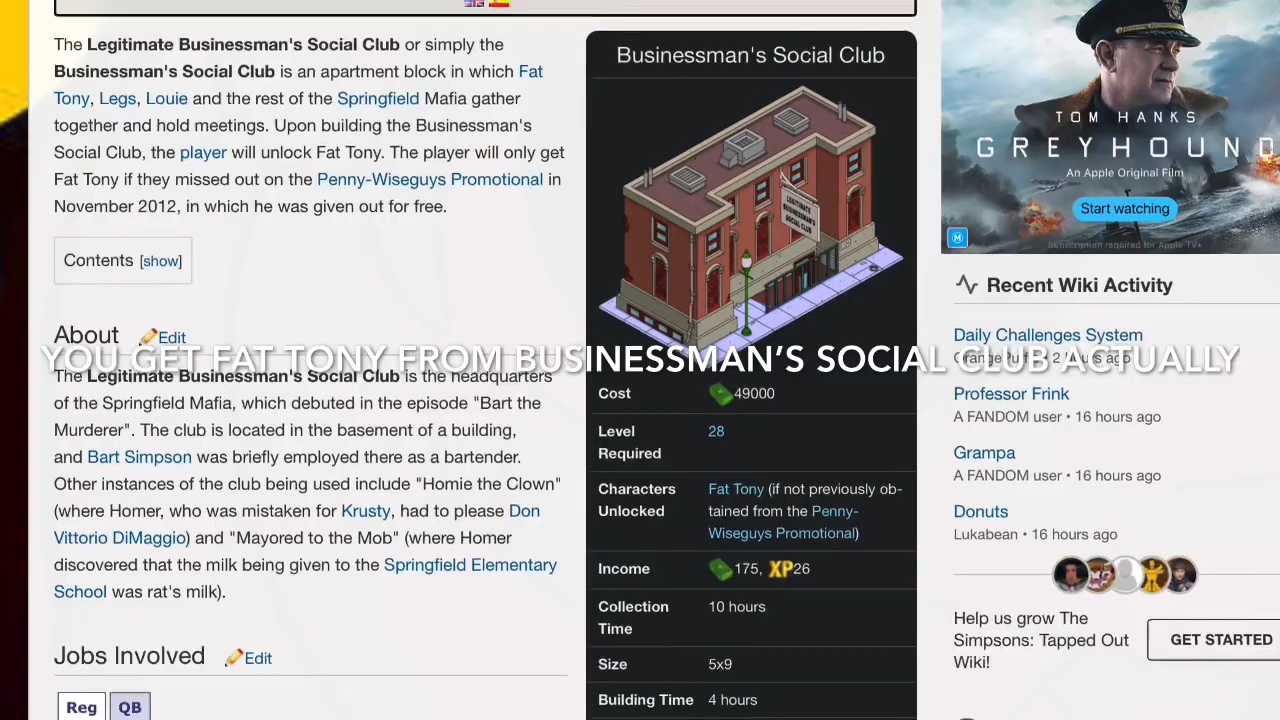 The Legitimate Businessman's Social Club or simply the
Businessman's Social Club is an apartment block in which Fat
Tony, Legs, Louie and the rest of the Springfield Mafia gather
together and hold meetings. Upon building the Businessman's
Social Club, the player will unlock Fat Tony. The player will only get
Fat Tony if they missed out on the Penny-Wiseguys Promotional in
November 2012, in which he was given out for free.
Contents [show]
About Edit
YOU GET FAT TONY FROM BUSINESSMAN'S SOCIAL CLUB ACTUALLY
The Legitimate Businessman's Social Club is the headquarters
of the Springfield Mafia, which debuted in the episode "Bart the
Murderer". The club is located in the basement of a building,
and Bart Simpson was briefly employed there as a bartender.
Other instances of the club being used include "Homie the Clown"
(where Homer, who was mistaken for Krusty, had to please Don
Vittorio DiMaggio) and "Mayored to the Mob" (where Homer
discovered that the milk being given to the Springfield Elementary
School was rat's milk).
Jobs Involved Edit
Reg QB
Businessman's Social Club
LEGITIMATE
BUSINESSMAN'S
SOCIAL CLUB
Cost 49000
Level
Required
28
Characters
Unlocked
Fat Tony (if not previously ob-
tained from the Penny-
Wiseguys Promotional)
Income 175, XP26
Collection
Time
10 hours
Size 5x9
Building Time 4 hours
TOM HANKS
GREYHOUND
An Apple Original Film
Start watching
Subscription required for Apple TV+
Recent Wiki Activity
Daily Challenges System
Professor Frink
A FANDOM user • 16 hours ago
Grampa
A FANDOM user • 16 hours ago
Donuts
Lukabean • 16 hours ago
Help us grow The
Simpsons: Tapped Out
Wiki!
GET STARTED